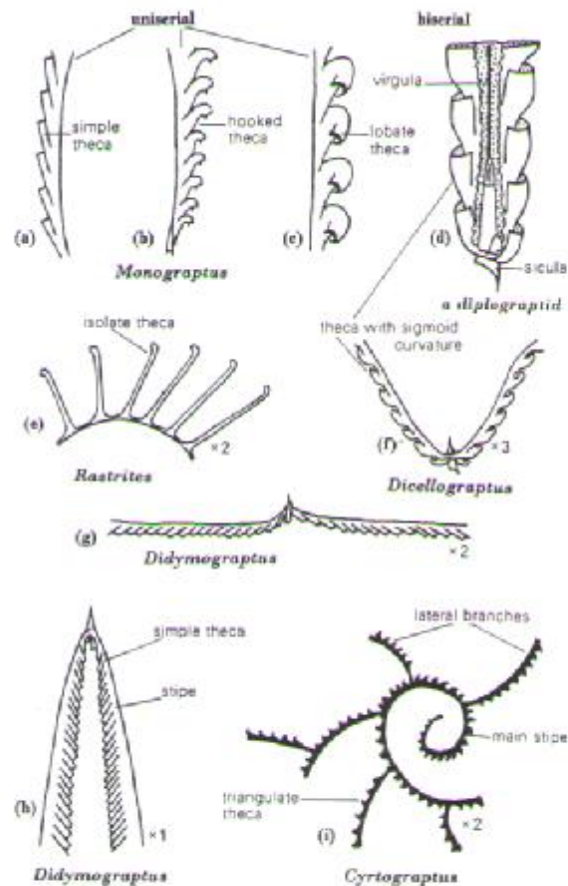 uniserial
biserial
virgula
simple
theca
hooked
theca
lobate
theca
(a)
(b)
(c)
(d)
Monograptus
sicula
a diplograptid
isolate theca
theca with sigmoid
curvature
(e)
×2
(f)
×3
Rastrites
Dicellograptus
(g)
×2
Didymograptus
lateral branches
simple theca
stipe
main stipe
triangulate
theca
(h)
×1
(i)
×2
Didymograptus
Cyrtograptus